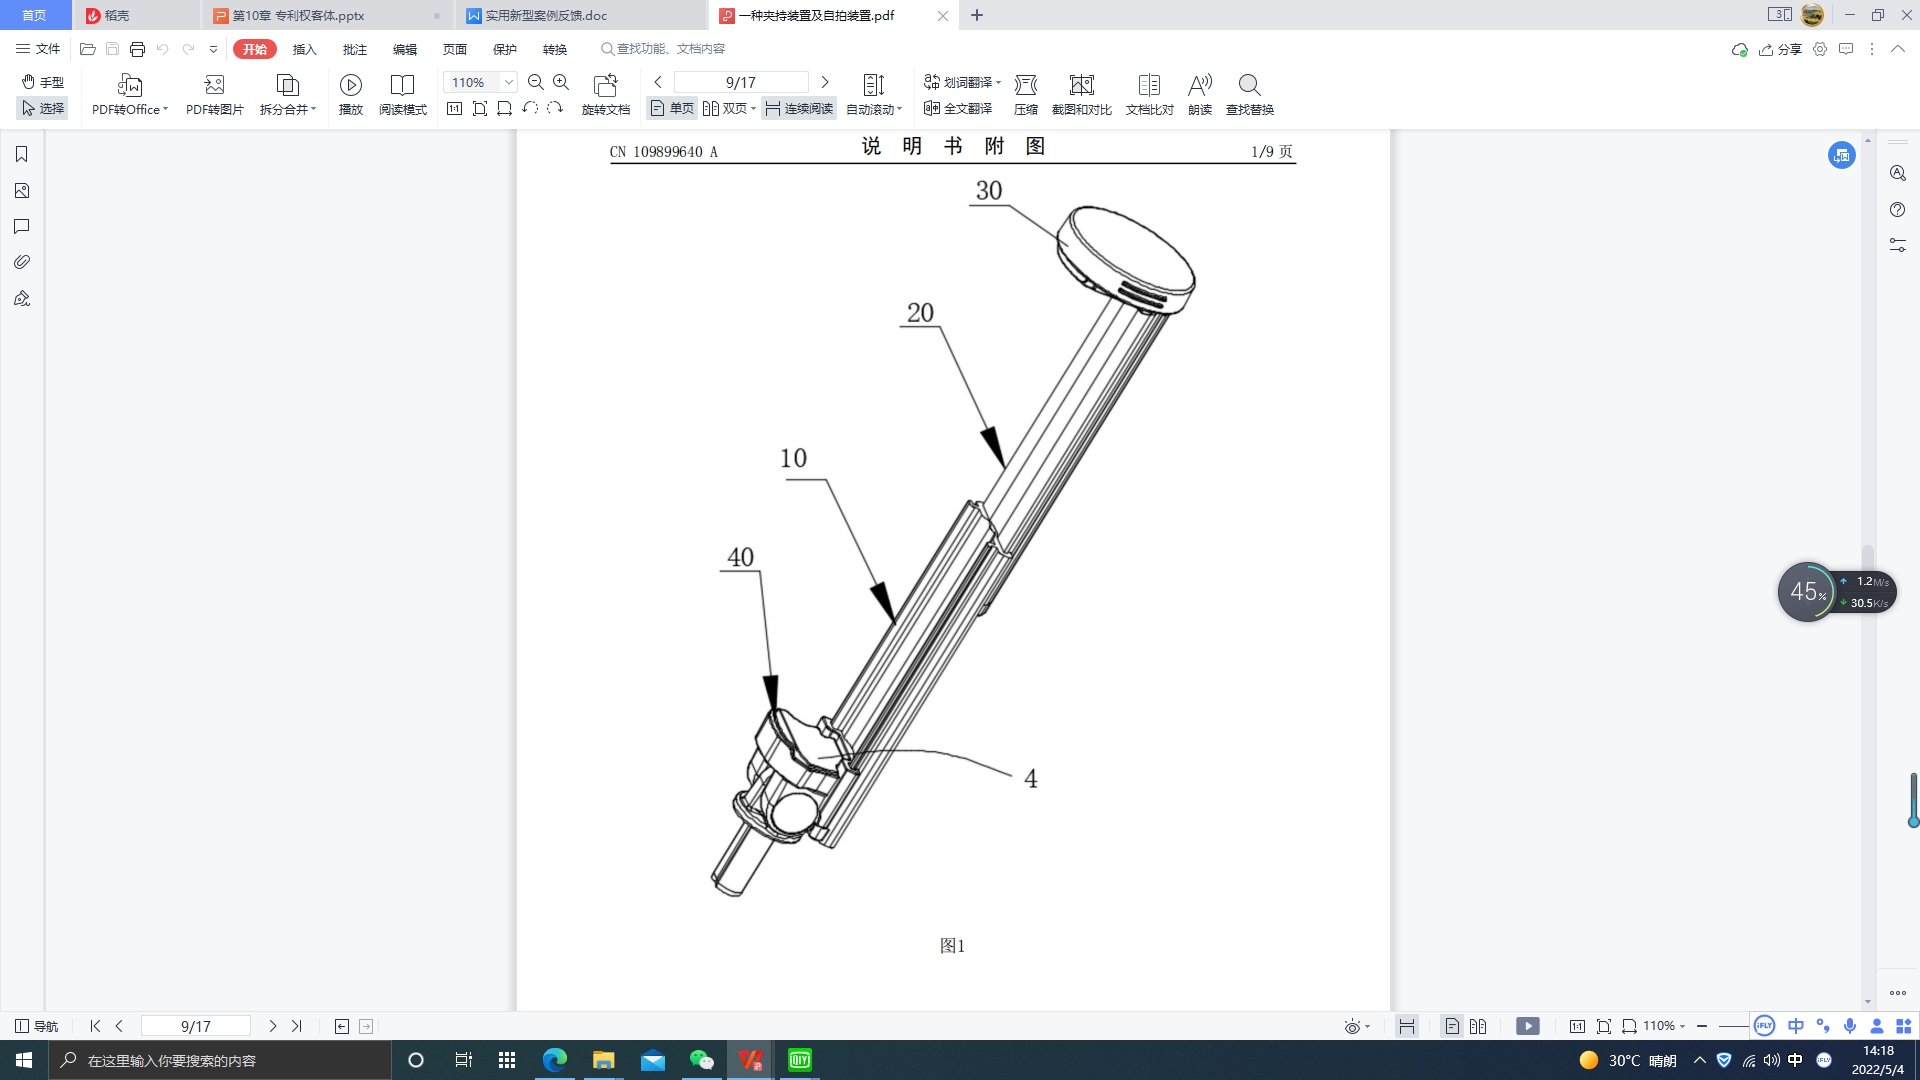 首页
稻壳
第10章 专利权客体.pptx
实用新型案例反馈.doc
一种夹持装置及自拍装置.pdf
文件
开始
插入
批注
编辑
页面
保护
转换
查找功能、文档内容
分享
手型
选择
PDF转Office
PDF转图片
拆分合并
播放
阅读模式
110%
旋转文档
9/17
单页
双页
连续阅读
自动滚动
划词翻译
全文翻译
压缩
截图和对比
文档比对
朗读
查找替换
CN 109899640 A
说 明 书 附 图
1/9 页
30
20
10
40
4
图1
45%
1.2M/s
30.5K/s
导航
9/17
110%
iFLY 中
在这里输入你要搜索的内容
30°C 晴朗
中
14:18
2022/5/4